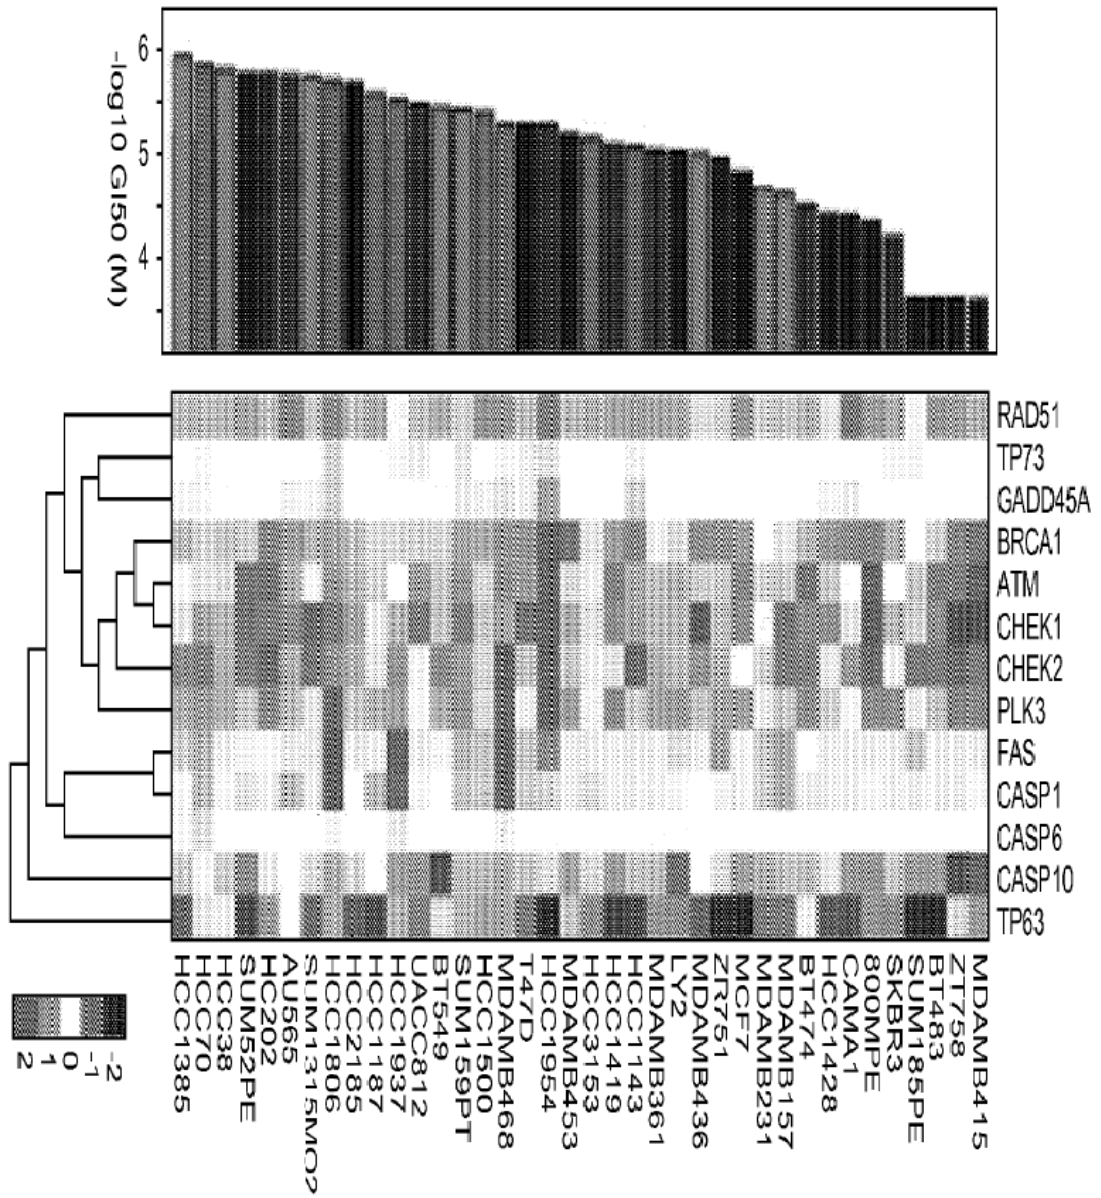 -log10 GI50 (M)
6
5
4
RAD51
TP73
GADD45A
BRCA1
ATM
CHEK1
CHEK2
PLK3
FAS
CASP1
CASP6
CASP10
TP63
HCC1385
HCC70
HCC38
SUM52PE
HC202
AU565
SUM1315MO2
HCC1806
HCC2185
HCC1187
HCC1937
UACC812
BT549
SUM159PT
HCC1500
MDAMB468
T47D
HCC1954
MDAMB453
HCC3153
HCC1419
HCC1143
MDAMB361
LY2
MDAMB436
ZR751
MCF7
MDAMB231
MDAMB157
BT474
HCC1428
CAMA1
800MPE
SKBR3
SUM185PE
BT483
ZT758
MDAMB415
2
1
0
-1
-2